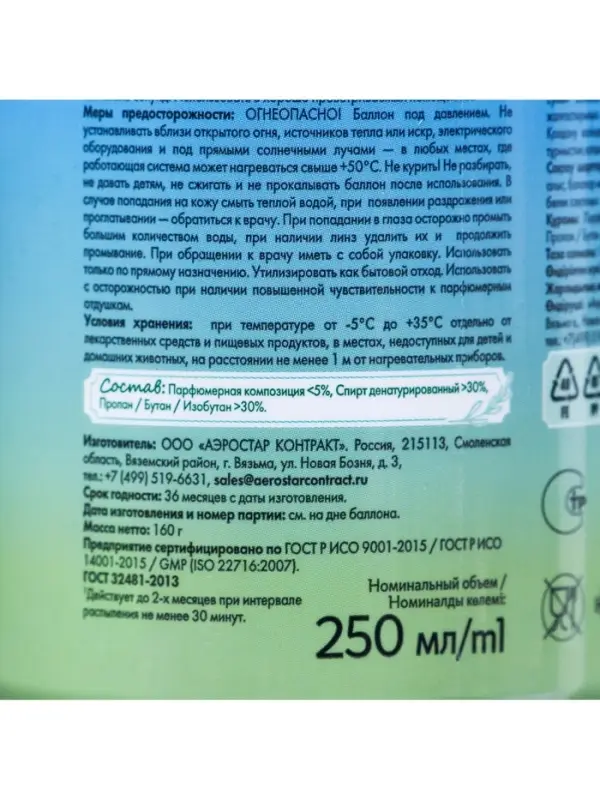 Меры предосторожности: ОГНЕОПАСНО! Баллон под давлением. Не
устанавливать вблизи открытого огня, источников тепла или искр, электрического
оборудования и под прямыми солнечными лучами — в любых местах, где
работающая система может нагреваться свыше +50°С. Не курить! Не разбирать,
не давать детям, не сжигать и не прокалывать баллон после использования. В
случае попадания на кожу смыть теплой водой, при появлении раздражения или
проглатывании – обратиться к врачу. При попадании в глаза осторожно промыть
большим количеством воды, при наличии линз удалить их и продолжить
промывание. При обращении к врачу иметь с собой упаковку. Использовать
только по прямому назначению. Утилизировать как бытовой отход. Использовать
с осторожностью при наличии повышенной чувствительности к парфюмерным
отдушкам.
Условия хранения: при температуре от -5°С до +35°С отдельно от
лекарственных средств и пищевых продуктов, в местах, недоступных для детей и
домашних животных, на расстоянии не менее 1 м от нагревательных приборов.
Состав: Парфюмерная композиция <5%, Спирт денатурированный >30%,
Пропан / Бутан / Изобутан >30%.
Изготовитель: ООО «АЭРОСТАР КОНТРАКТ». Россия, 215113, Смоленская
область, Вяземский район, г. Вязьма, ул. Новая Бозня, д. 3,
тел.: +7 (499) 519-6631, sales@aerostarcontract.ru
Срок годности: 36 месяцев с даты изготовления.
Дата изготовления и номер партии: см. на дне баллона.
Масса нетто: 160 г
Предприятие сертифицировано по ГОСТ Р ИСО 9001-2015 / ГОСТ Р ИСО
14001-2015 / GMP (ISO 22716:2007).
ГОСТ 32481-2013
¹Действует до 2-х месяцев при интервале
распыления не менее 30 минут.
Номинальный объем /
Номиналды көлемі:
250 мл/ml